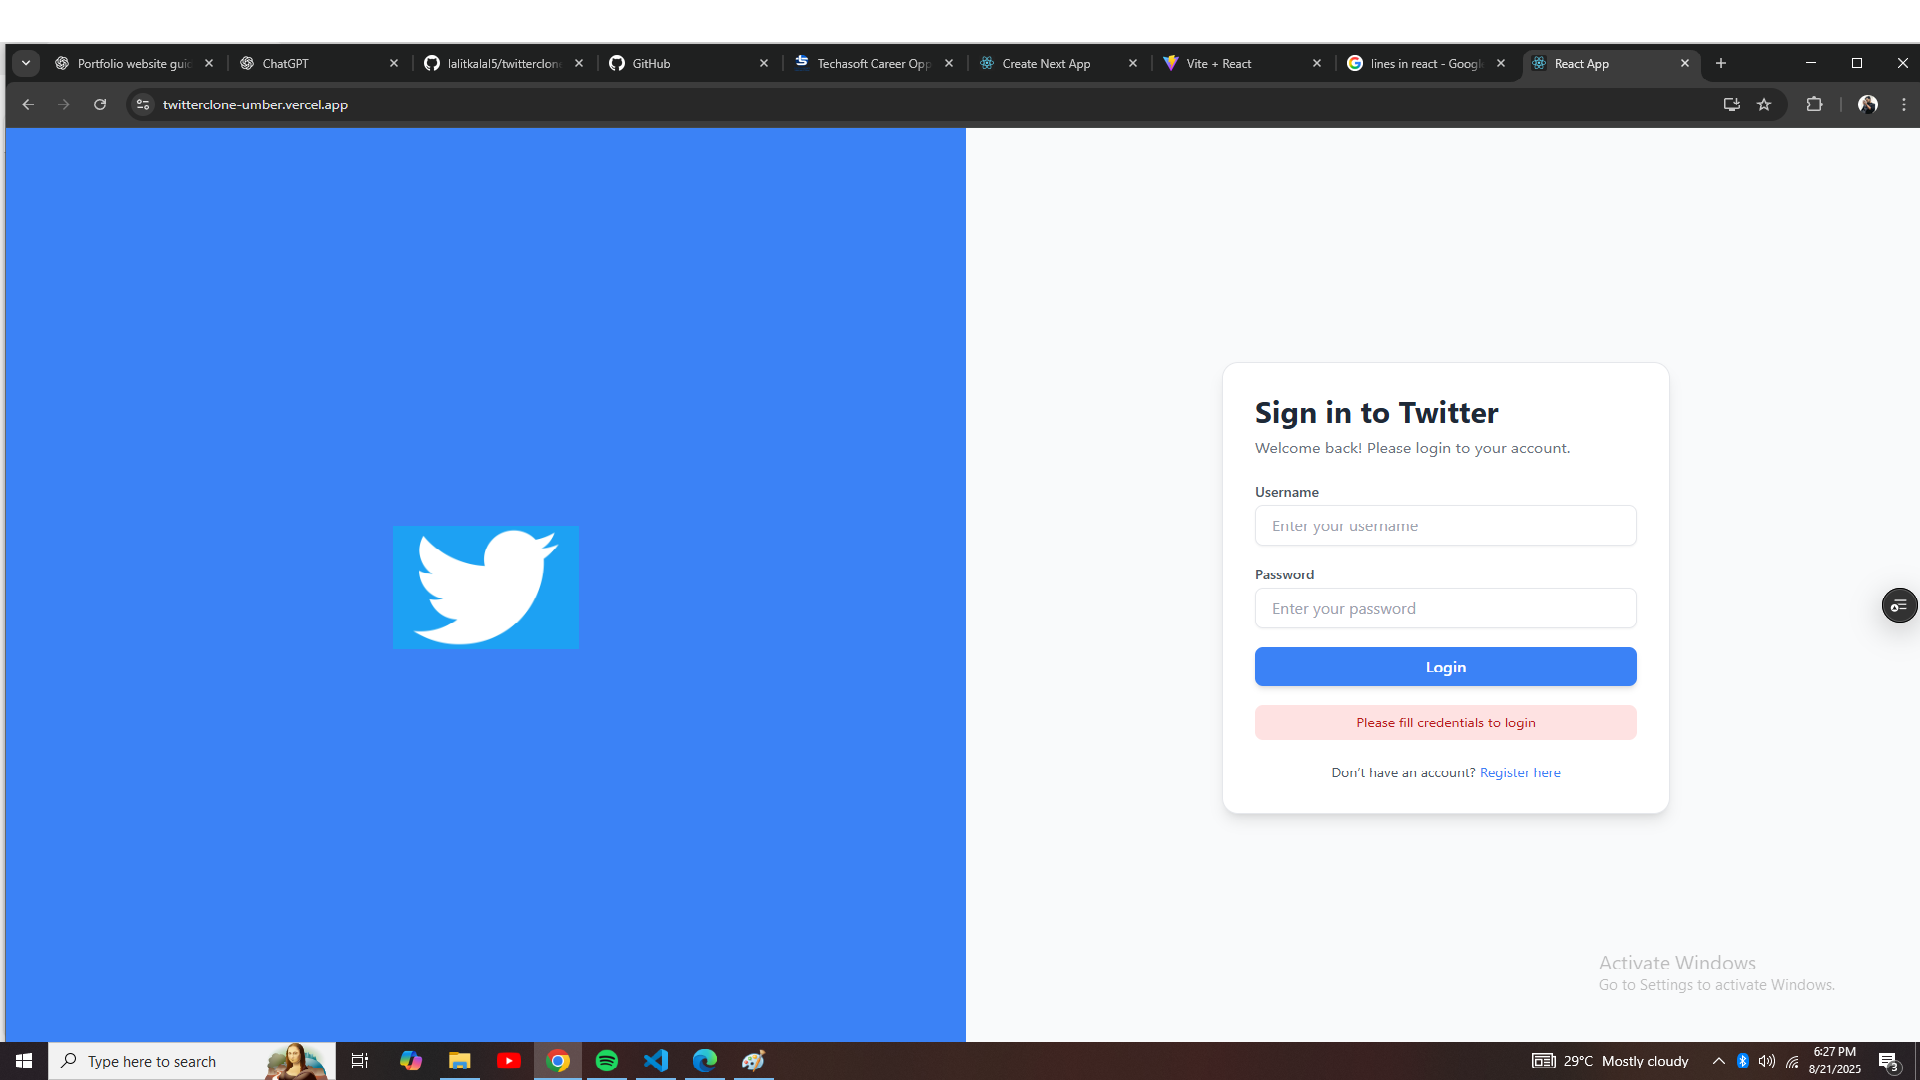 Portfolio website guid
ChatGPT
lalitkalal5/twitterclone
GitHub
Techasoft Career Opp
Create Next App
Vite + React
lines in react - Google
React App
twitterclone-umber.vercel.app
Sign in to Twitter
Welcome back! Please login to your account.
Username
Enter your username
Password
Enter your password
Login
Please fill credentials to login
Don't have an account? Register here
Activate Windows
Go to Settings to activate Windows.
Type here to search
29°C Mostly cloudy
6:27 PM
8/21/2025
3